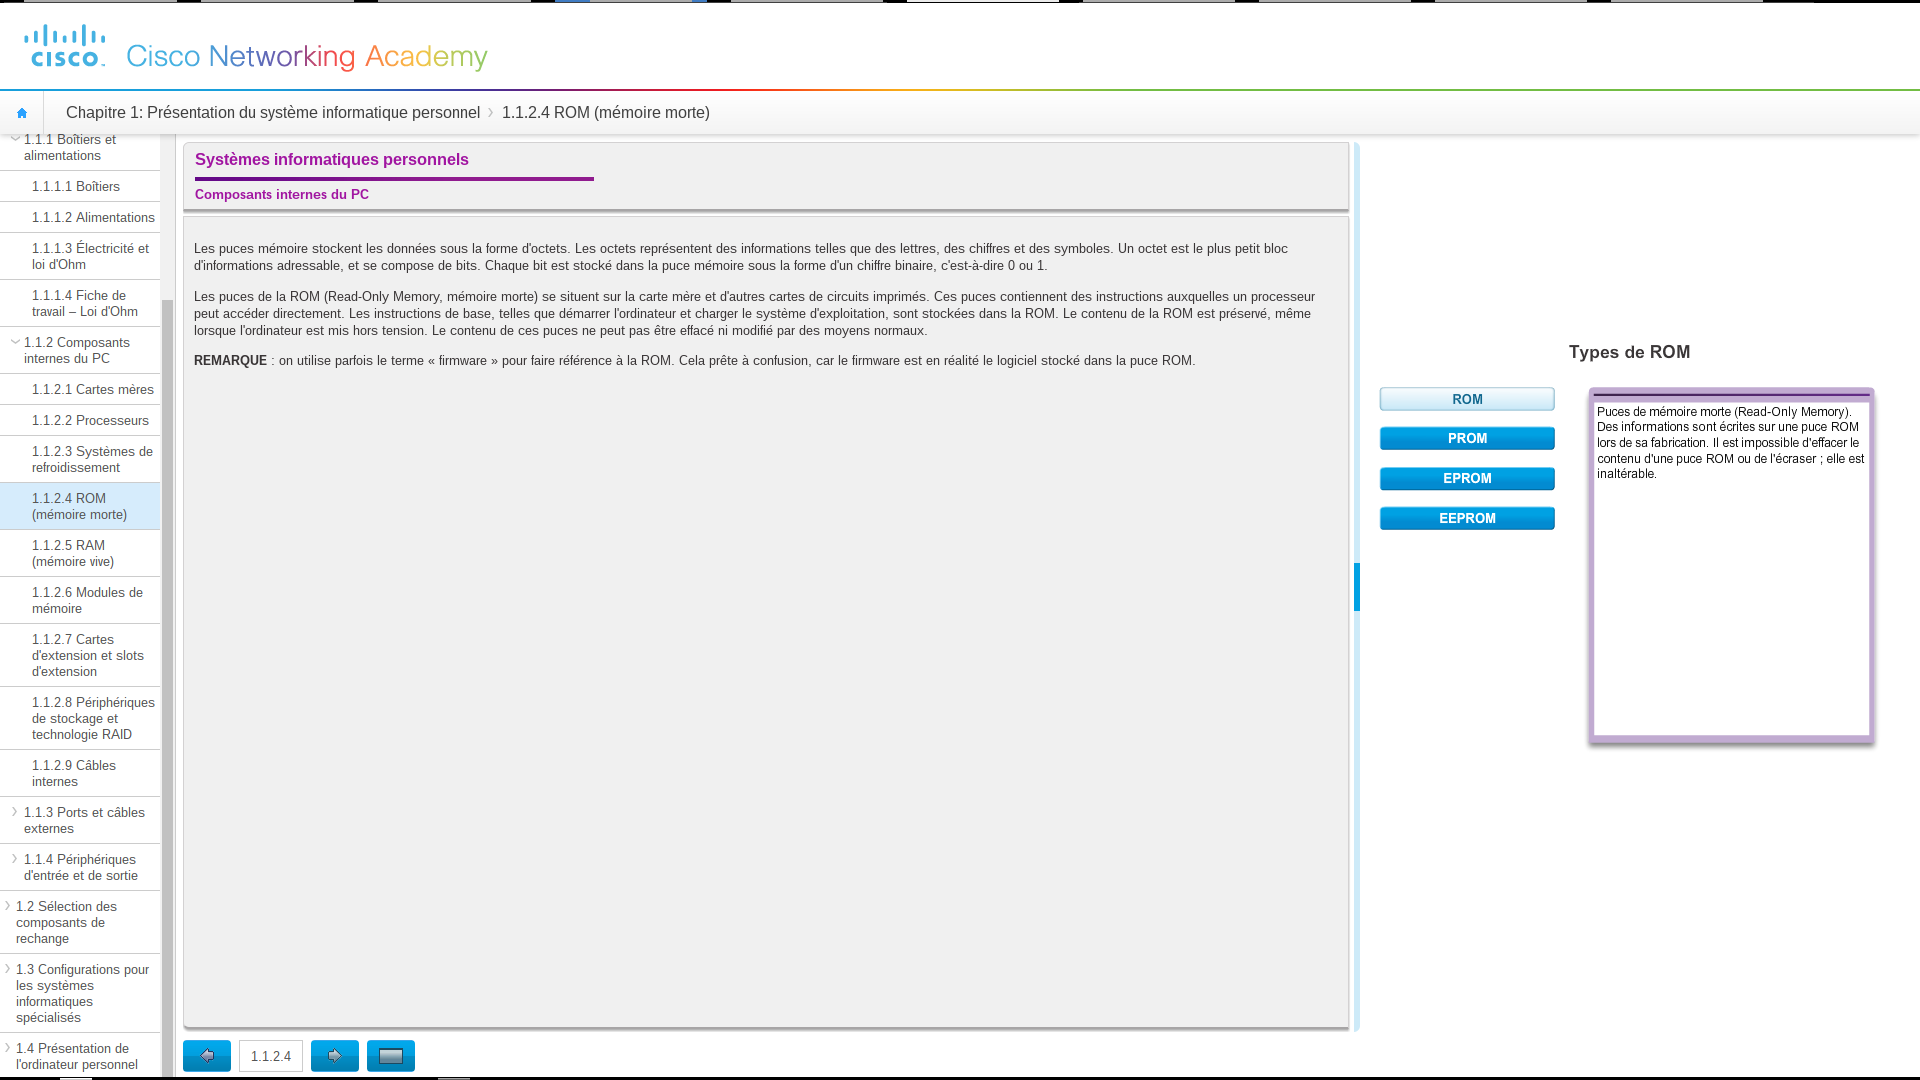 cisco
Cisco Networking Academy
Chapitre 1: Présentation du système informatique personnel
1.1.2.4 ROM (mémoire morte)
1.1.1 Boîtiers et
alimentations
1.1.1.1 Boîtiers
1.1.1.2 Alimentations
1.1.1.3 Électricité et
loi d'Ohm
1.1.1.4 Fiche de
travail – Loi d'Ohm
1.1.2 Composants
internes du PC
1.1.2.1 Cartes mères
1.1.2.2 Processeurs
1.1.2.3 Systèmes de
refroidissement
1.1.2.4 ROM
(mémoire morte)
1.1.2.5 RAM
(mémoire vive)
1.1.2.6 Modules de
mémoire
1.1.2.7 Cartes
d'extension et slots
d'extension
1.1.2.8 Périphériques
de stockage et
technologie RAID
1.1.2.9 Câbles
internes
1.1.3 Ports et câbles
externes
1.1.4 Périphériques
d'entrée et de sortie
1.2 Sélection des
composants de
rechange
1.3 Configurations pour
les systèmes
informatiques
spécialisés
1.4 Présentation de
l'ordinateur personnel
Systèmes informatiques personnels
Composants internes du PC
Les puces mémoire stockent les données sous la forme d'octets. Les octets représentent des informations telles que des lettres, des chiffres et des symboles. Un octet est le plus petit bloc
d'informations adressable, et se compose de bits. Chaque bit est stocké dans la puce mémoire sous la forme d'un chiffre binaire, c'est-à-dire 0 ou 1.
Les puces de la ROM (Read-Only Memory, mémoire morte) se situent sur la carte mère et d'autres cartes de circuits imprimés. Ces puces contiennent des instructions auxquelles un processeur
peut accéder directement. Les instructions de base, telles que démarrer l'ordinateur et charger le système d'exploitation, sont stockées dans la ROM. Le contenu de la ROM est préservé, même
lorsque l'ordinateur est mis hors tension. Le contenu de ces puces ne peut pas être effacé ni modifié par des moyens normaux.
REMARQUE : on utilise parfois le terme « firmware » pour faire référence à la ROM. Cela prête à confusion, car le firmware est en réalité le logiciel stocké dans la puce ROM.
1.1.2.4
Types de ROM
ROM
PROM
EPROM
EEPROM
Puces de mémoire morte (Read-Only Memory).
Des informations sont écrites sur une puce ROM
lors de sa fabrication. Il est impossible d'effacer le
contenu d'une puce ROM ou de l'écraser ; elle est
inaltérable.